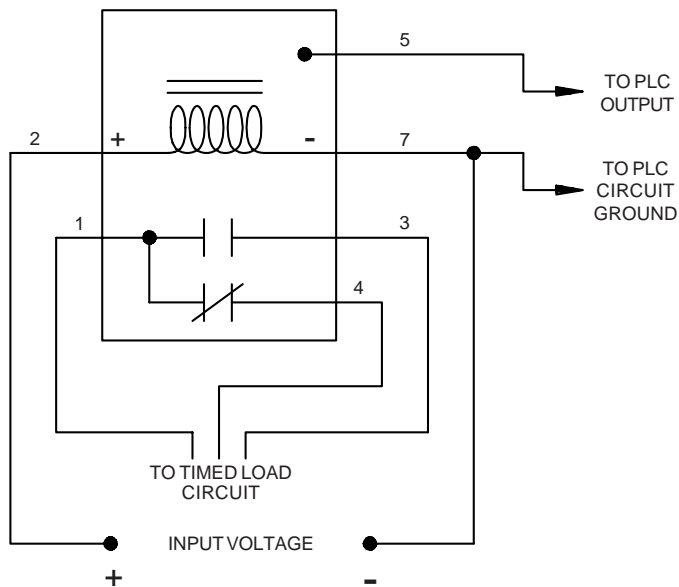 5
TO PLC
OUTPUT
2
+
-
7
TO PLC
CIRCUIT
GROUND
1
3
4
TO TIMED LOAD
CIRCUIT
INPUT VOLTAGE
+
-